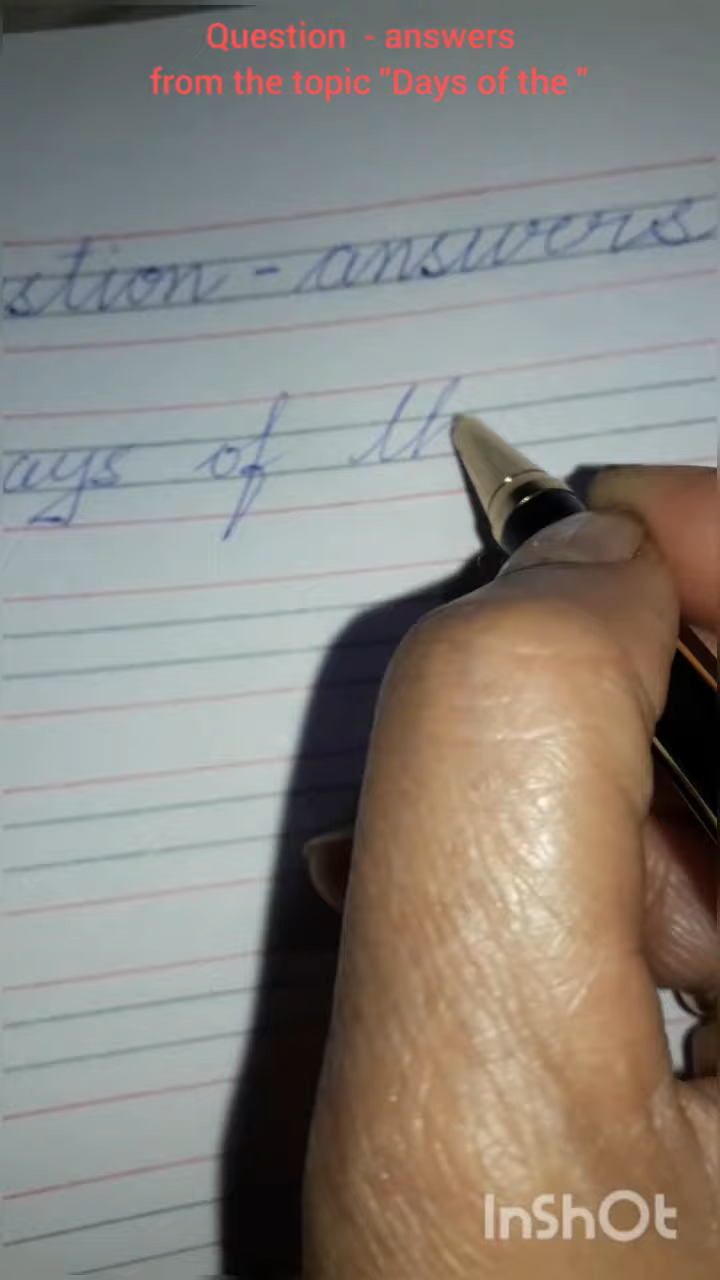 Question - answers
from the topic "Days of the "
stion - answers
ays of th
InShOt